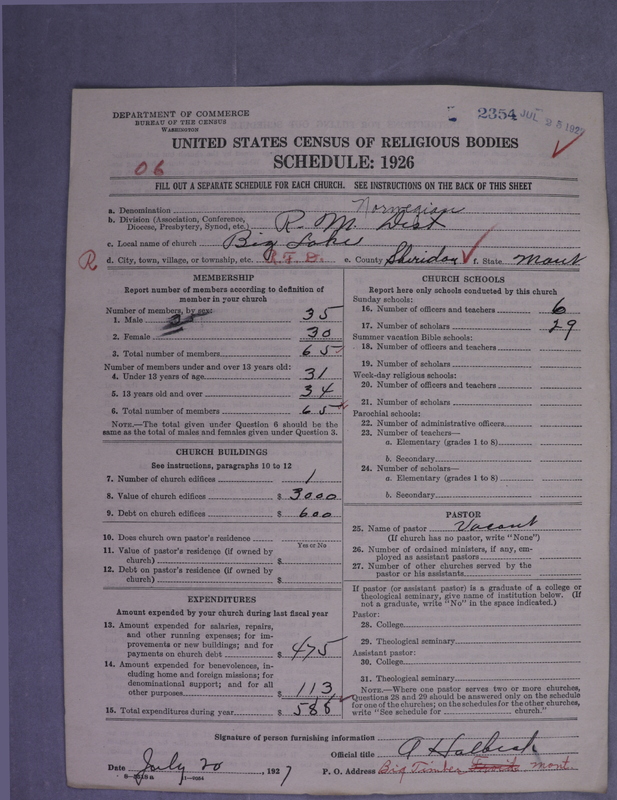 2354 JUL 25 1927
DEPARTMENT OF COMMERCE
BUREAU OF THE CENSUS
WASHINGTON
UNITED STATES CENSUS OF RELIGIOUS BODIES
SCHEDULE: 1926
06
FILL OUT A SEPARATE SCHEDULE FOR EACH CHURCH. SEE INSTRUCTIONS ON THE BACK OF THIS SHEET
a. Denomination Norwegian
b. Division (Association, Conference,
Diocese, Presbytery, Synod, etc.) R. M. Dist
c. Local name of church Big Lake
R d. City, town, village, or township, etc. R. F. D. e. County Sheridan f. State Mont
MEMBERSHIP
Report number of members according to definition of
member in your church
Number of members, by sex:
1. Male 35
2. Female 30
3. Total number of members 65
Number of members under and over 13 years old:
4. Under 13 years of age 31
5. 13 years old and over 34
6. Total number of members 65
NOTE.—The total given under Question 6 should be the
same as the total of males and females given under Question 3.
CHURCH BUILDINGS
See instructions, paragraphs 10 to 12
7. Number of church edifices 1
8. Value of church edifices $ 3000
9. Debt on church edifices $ 600
10. Does church own pastor's residence
Yes or No
11. Value of pastor's residence (if owned by
church) $
12. Debt on pastor's residence (if owned by
church) $
EXPENDITURES
Amount expended by your church during last fiscal year
13. Amount expended for salaries, repairs,
and other running expenses; for im-
provements or new buildings; and for
payments on church debt $ 475
14. Amount expended for benevolences, in-
cluding home and foreign missions; for
denominational support; and for all
other purposes $ 113
15. Total expenditures during year $ 588
CHURCH SCHOOLS
Report here only schools conducted by this church
Sunday schools:
16. Number of officers and teachers 6
17. Number of scholars 29
Summer vacation Bible schools:
18. Number of officers and teachers
19. Number of scholars
Week-day religious schools:
20. Number of officers and teachers
21. Number of scholars
Parochial schools:
22. Number of administrative officers
23. Number of teachers—
a. Elementary (grades 1 to 8)
b. Secondary
24. Number of scholars—
a. Elementary (grades 1 to 8)
b. Secondary
PASTOR
25. Name of pastor Vacant
(If church has no pastor, write "None")
26. Number of ordained ministers, if any, em-
ployed as assistant pastors
27. Number of other churches served by the
pastor or his assistants
If pastor (or assistant pastor) is a graduate of a college or
theological seminary, give name of institution below. (If
not a graduate, write "No" in the space indicated.)
Pastor:
28. College
29. Theological seminary
Assistant pastor:
30. College
31. Theological seminary
NOTE.—Where one pastor serves two or more churches,
Questions 28 and 29 should be answered only on the schedule
for one of the churches; on the schedules for the other churches,
write "See schedule for church."
Signature of person furnishing information
Official title A Halbish
Date July 20, 1927 P. O. Address Big Timber Froid Mont.